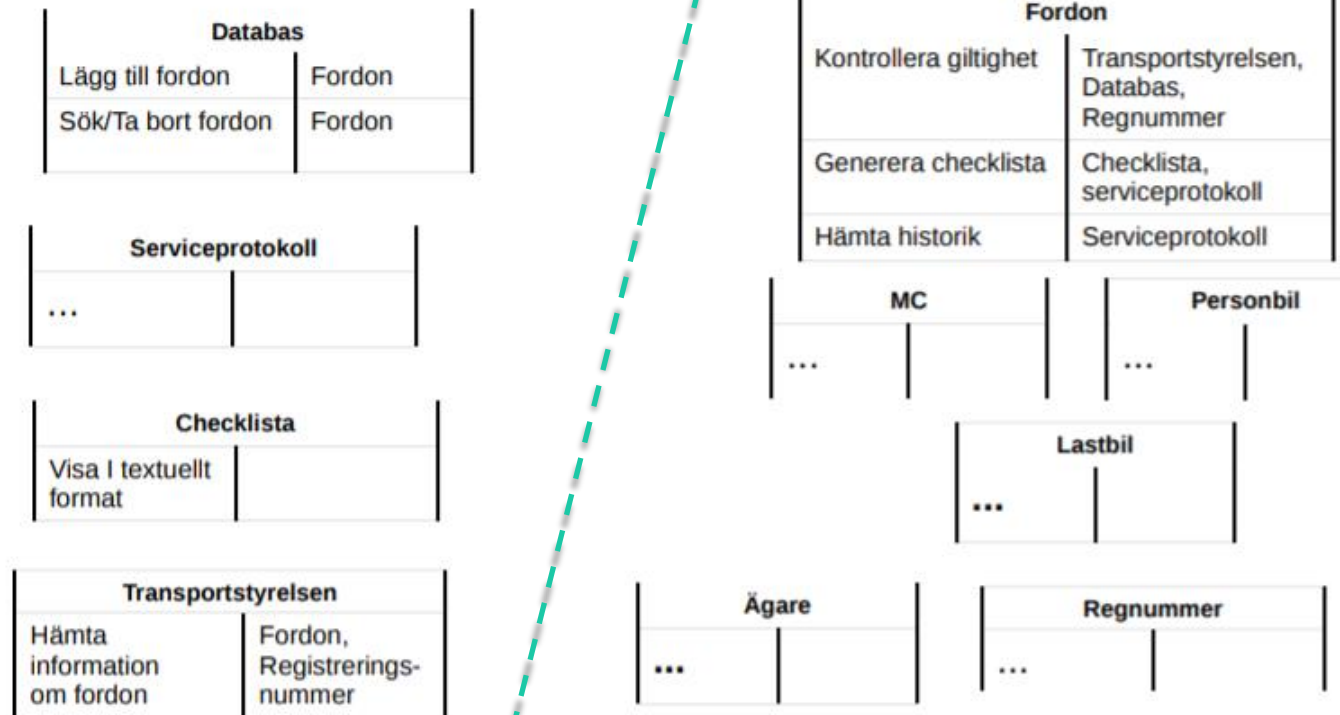 Databas
Lägg till fordon
Fordon
Sök/Ta bort fordon
Fordon
Serviceprotokoll
...
Checklista
Visa I textuellt
format
Transportstyrelsen
Hämta
information
om fordon
Fordon,
Registrerings-
nummer
Fordon
Kontrollera giltighet
Transportstyrelsen,
Databas,
Regnummer
Generera checklista
Checklista,
serviceprotokoll
Hämta historik
Serviceprotokoll
MC
...
Personbil
...
Lastbil
...
Ägare
...
Regnummer
...